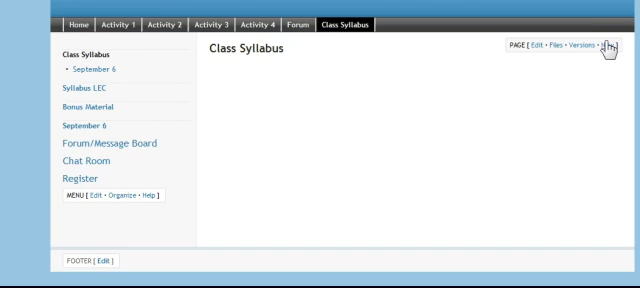 Home Activity 1 Activity 2 Activity 3 Activity 4 Forum Class Syllabus
Class Syllabus
PAGE [ Edit • Files • Versions •
Class Syllabus
• September 6
Syllabus LEC
Bonus Material
September 6
Forum/Message Board
Chat Room
Register
MENU [ Edit • Organize • Help ]
FOOTER [ Edit ]